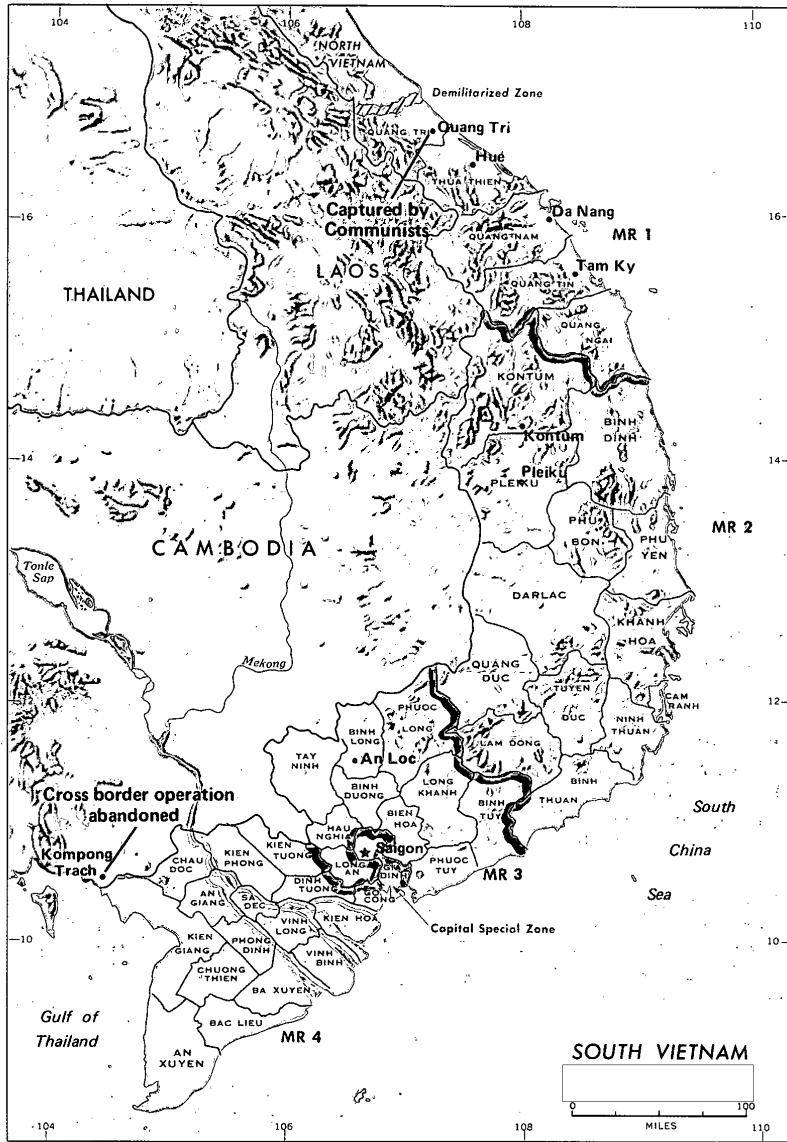 104
106
108
110
NORTH
VIETNAM
Demilitarized Zone
QUANG TRI
Quang Tri
Hué
THUA THIEN
Captured by
Communists
16
Da Nang
16
MR 1
QUANG NAM
LAOS
Tam Ky
QUANG TIN
THAILAND
QUANG
NGAI
KONTUM
BINH
DINH
Kontum
14
14
Pleiku
PLEIKU
MR 2
PHU
BON
PHU
YEN
CAMBODIA
Tonle
Sap
DARLAC
KHANH
HOA
Mekong
QUANG
DUC
TUYEN
DUC
CAM
RANH
12
12
PHUOC
LONG
BINH
LONG
NINH
THUAN
TAY
NINH
LAM DONG
An Loc
BINH
DUONG
LONG
KHANH
BINH
TUY
BINH
THUAN
Cross border operation
abandoned
BIEN
HOA
South
China
Sea
HAU
NGHIA
Saigon
Kompong
Trach
KIEN
TUONG
KIEN
PHONG
CHAU
DOC
LONG
AN
GIA
DINH
PHUOC
TUY
MR 3
DINH
TUONG
GO
CONG
AN
GIANG
SA
DEC
KIEN HOA
VINH
LONG
Capital Special Zone
10
10
KIEN
GIANG
PHONG
DINH
VINH
BINH
CHUONG
THIEN
BA XUYEN
Gulf of
Thailand
BAC LIEU
MR 4
AN
XUYEN
SOUTH VIETNAM
0
100
MILES
104
106
108
110